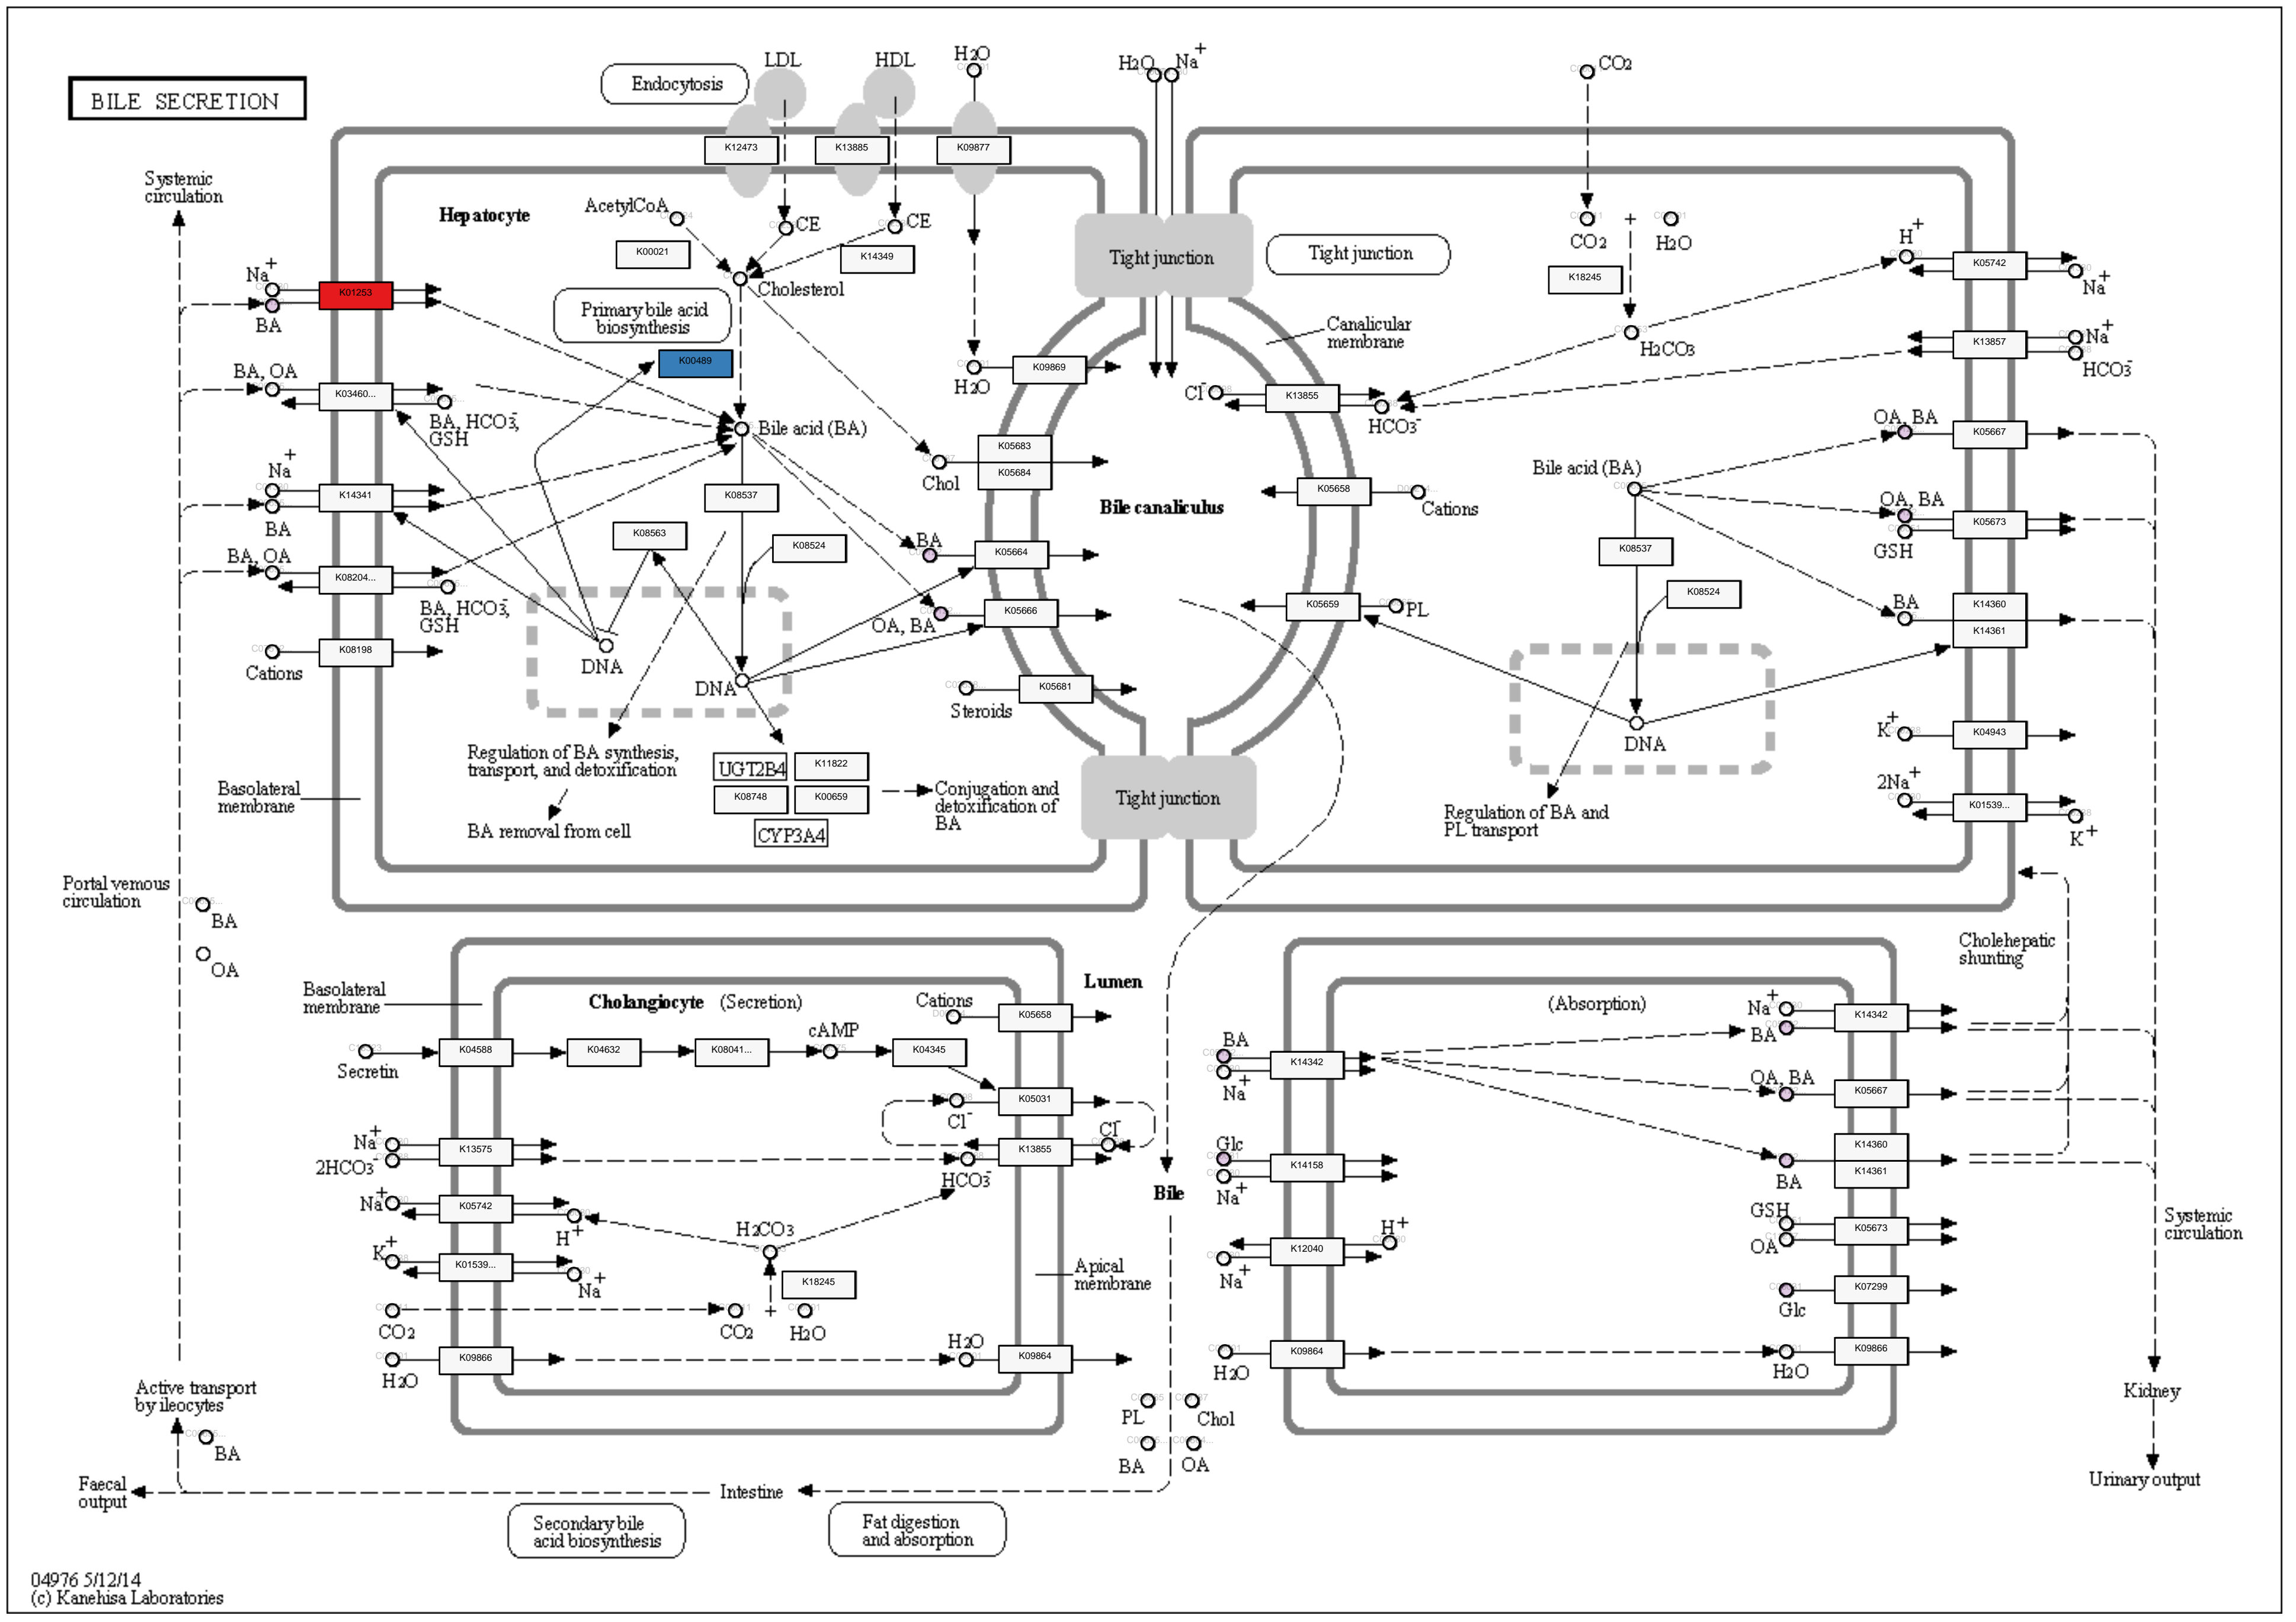 BILE SECRETION
Endocytosis
LDL
HDL
H2O
H2O
Na+
CO2
K12473
K13885
K09877
Systemic
circulation
Hepatocyte
AcetylCoA
CE
CE
K00021
K14349
Cholesterol
Tight junction
Tight junction
CO2
+
H2O
K18245
H2CO3
H+
K05742
Na+
Na+
BA
K01253
Primary bile acid
biosynthesis
K00489
Canalicular
membrane
K13857
Na+
HCO3-
BA, OA
K03460...
BA, HCO3-,
GSH
H2O
K09869
Cl-
K13855
HCO3-
Bile acid (BA)
K05683
K05684
Chol
OA, BA
K05667
Na+
K14341
BA
K08537
Bile canaliculus
K05658
Cations
Bile acid (BA)
OA, BA
K05673
GSH
K08563
K08524
BA
K05664
K08537
BA, OA
K08204...
BA, HCO3-,
GSH
K05666
OA, BA
K05659
PL
K08524
BA
K14360
K14361
Cations
K08198
DNA
DNA
K05681
Steroids
DNA
K+
K04943
Regulation of BA synthesis,
transport, and detoxification
BA removal from cell
UGT2B4
K11822
K08748
K00659
CYP3A4
Conjugation and
detoxification of
BA
Basolateral
membrane
Tight junction
Regulation of BA and
PL transport
2Na+
K01539...
K+
Portal venous
circulation
BA
OA
Cholehepatic
shunting
Basolateral
membrane
Cholangiocyte (Secretion)
Cations
K05658
Lumen
(Absorption)
Na+
BA
K14342
Secretin
K04588
K04632
K08041...
cAMP
K04345
BA
Na+
K14342
OA, BA
K05667
Cl-
K05031
Na+
2HCO3-
K13575
HCO3-
K13855
Cl-
Glc
Na+
K14158
K14360
K14361
BA
Bile
Na+
K05742
H+
H2CO3
GSH
OA
K05673
Systemic
circulation
K+
K01539...
Na+
K18245
Apical
membrane
H+
Na+
K12040
Glc
K07299
CO2
CO2
+
H2O
H2O
K09866
H2O
K09864
H2O
K09864
H2O
K09866
Active transport
by ileocytes
BA
PL
Chol
BA
OA
Kidney
Urinary output
Faecal
output
Intestine
Secondary bile
acid biosynthesis
Fat digestion
and absorption
04976 5/12/14
(c) Kanehisa Laboratories